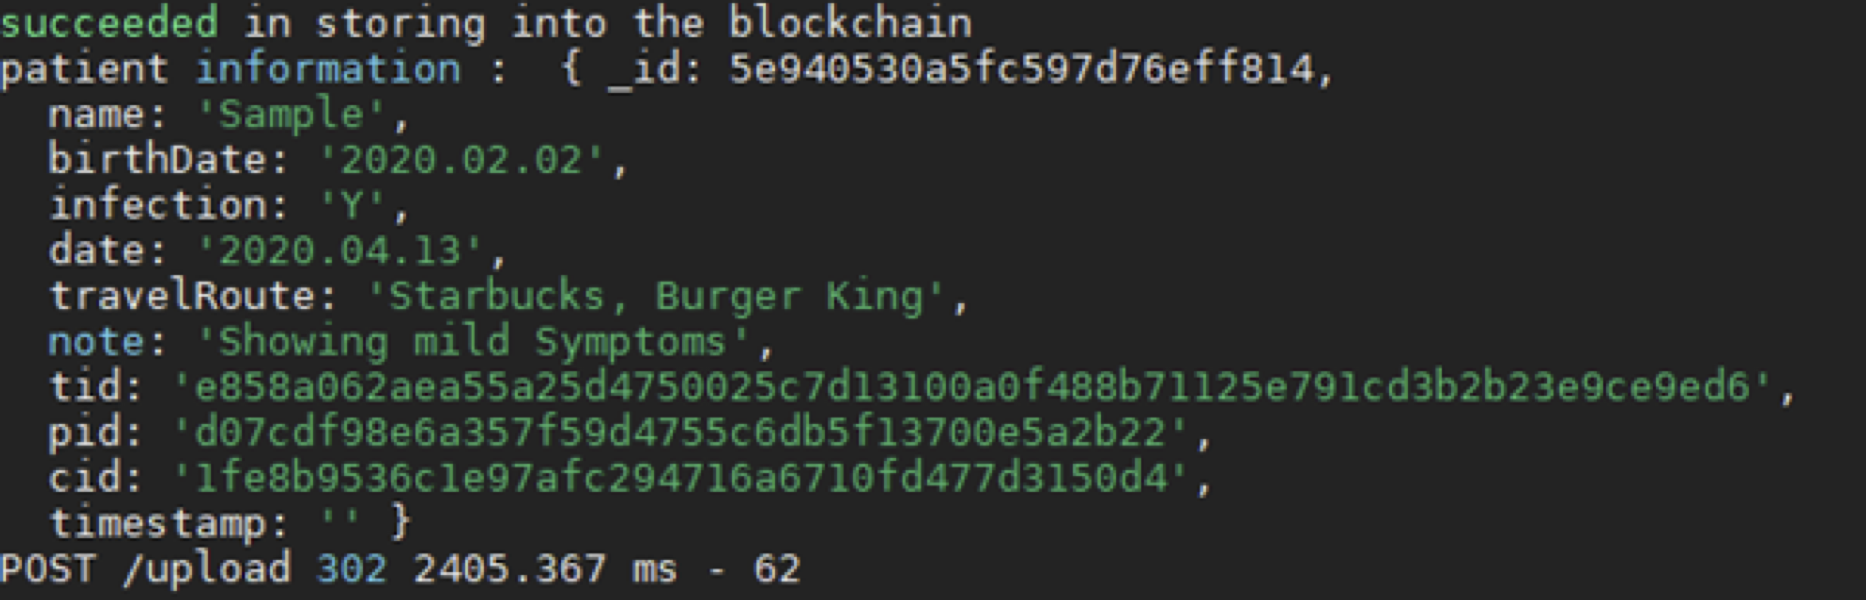 succeeded in storing into the blockchain
patient information :  { _id: 5e940530a5fc597d76eff814,
  name: 'Sample',
  birthDate: '2020.02.02',
  infection: 'Y',
  date: '2020.04.13',
  travelRoute: 'Starbucks, Burger King',
  note: 'Showing mild Symptoms',
  tid: 'e858a062aea55a25d4750025c7d13100a0f488b71125e791cd3b2b23e9ce9ed6',
  pid: 'd07cdf98e6a357f59d4755c6db5f13700e5a2b22',
  cid: '1fe8b9536c1e97afc294716a6710fd477d3150d4',
  timestamp: '' }
POST /upload 302 2405.367 ms - 62